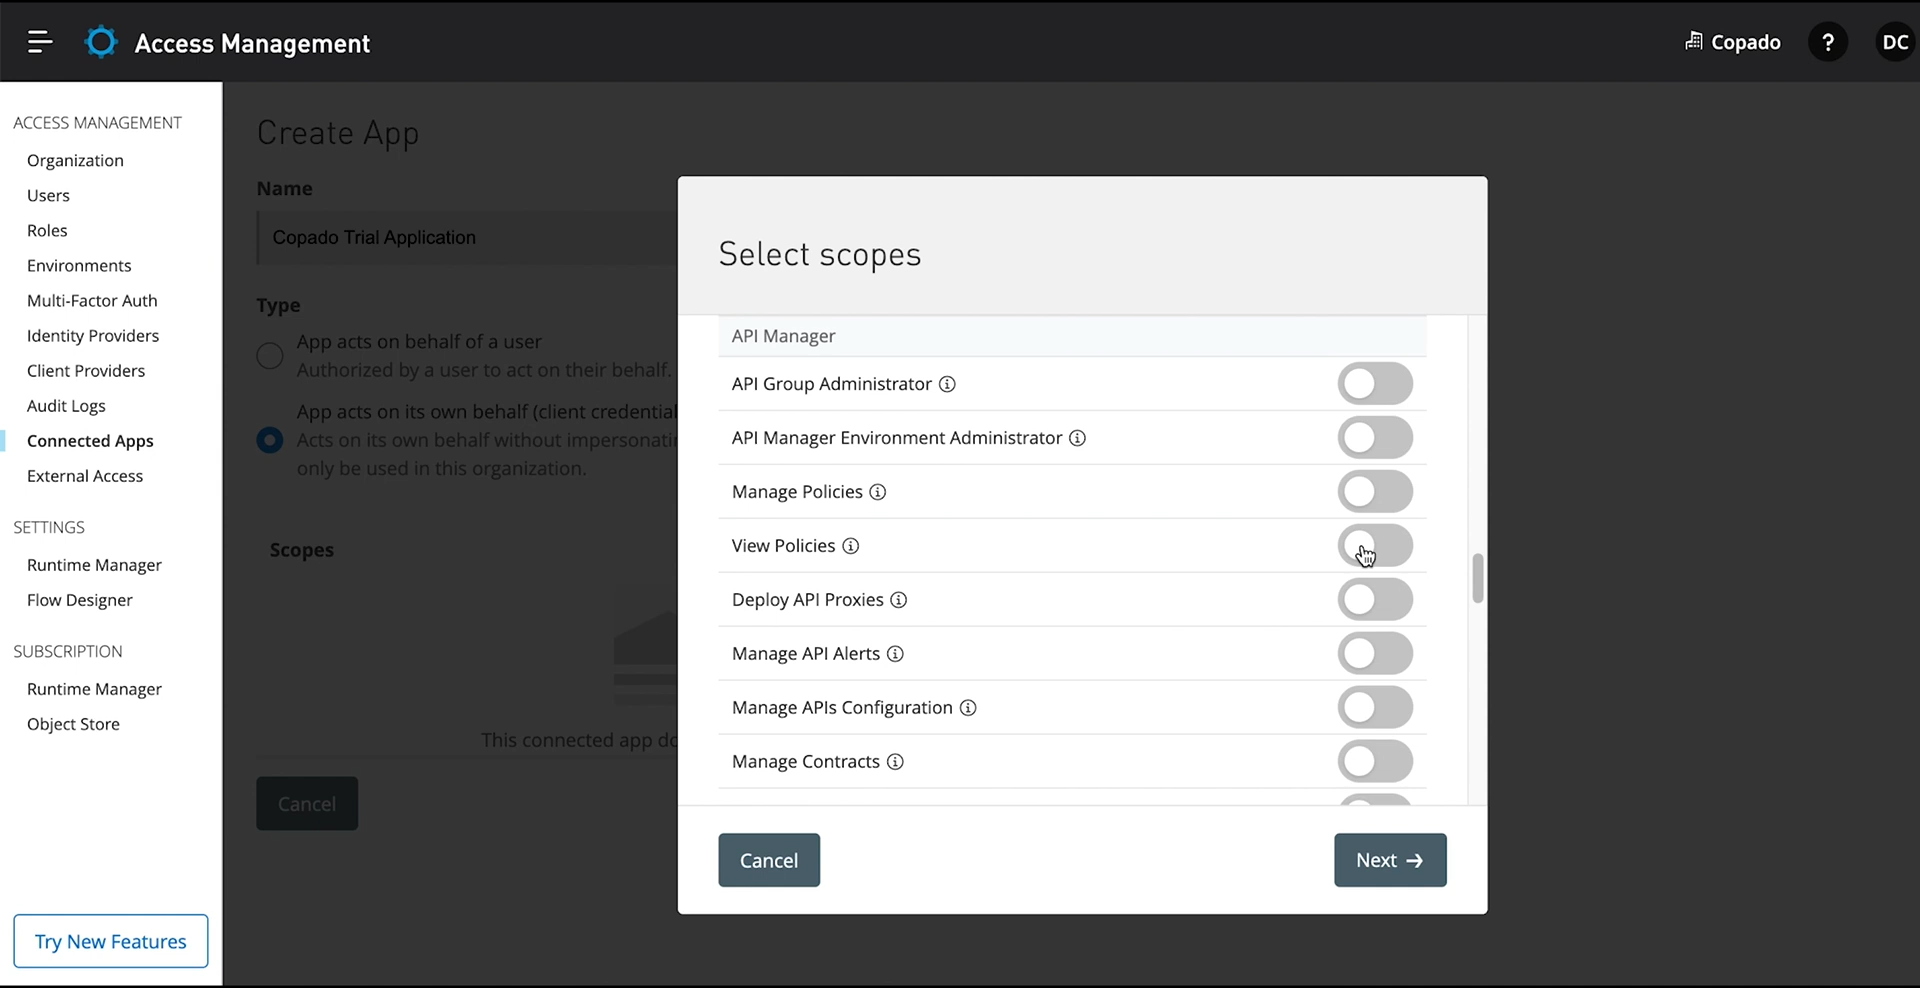 Access Management
Copado
?
DC
ACCESS MANAGEMENT
Organization
Users
Roles
Environments
Multi-Factor Auth
Identity Providers
Client Providers
Audit Logs
Connected Apps
External Access
SETTINGS
Runtime Manager
Flow Designer
SUBSCRIPTION
Runtime Manager
Object Store
Try New Features
Create App
Name
Copado Trial Application
Type
App acts on behalf of a user
Authorized by a user to act on their behalf.
App acts on its own behalf (client
Acts on its own behalf without
only be used in this organization.
Scopes
This connected app
Cancel
Select scopes
API Manager
API Group Administrator
API Manager Environment Administrator
Manage Policies
View Policies
Deploy API Proxies
Manage API Alerts
Manage APIs Configuration
Manage Contracts
Cancel
Next →